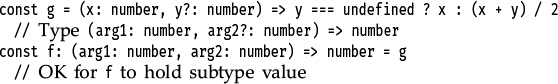 const g = (x: number, y?: number) => y === undefined ? x : (x + y) / 2
// Type (arg1: number, arg2?: number) => number
const f: (arg1: number, arg2: number) => number = g
// OK for f to hold subtype value